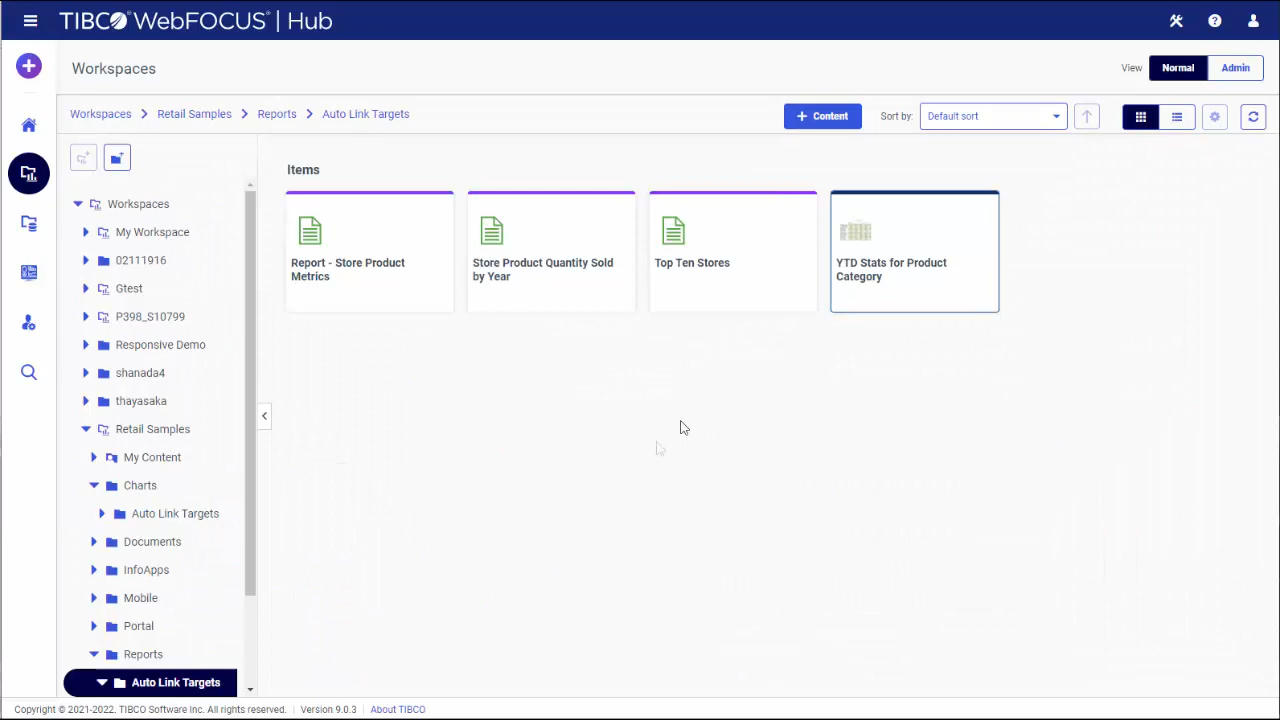 TIBCO® WebFOCUS® | Hub
Workspaces
View
Normal
Admin
Workspaces
Retail Samples
Reports
Auto Link Targets
+ Content
Sort by:
Default sort
Items
Report - Store Product
Metrics
Store Product Quantity Sold
by Year
Top Ten Stores
YTD Stats for Product
Category
Workspaces
My Workspace
02111916
Gtest
P398_S10799
Responsive Demo
shanada4
thayasaka
Retail Samples
My Content
Charts
Auto Link Targets
Documents
InfoApps
Mobile
Portal
Reports
Auto Link Targets
Copyright © 2021-2022. TIBCO Software Inc. All rights reserved. | Version 9.0.3 | About TIBCO